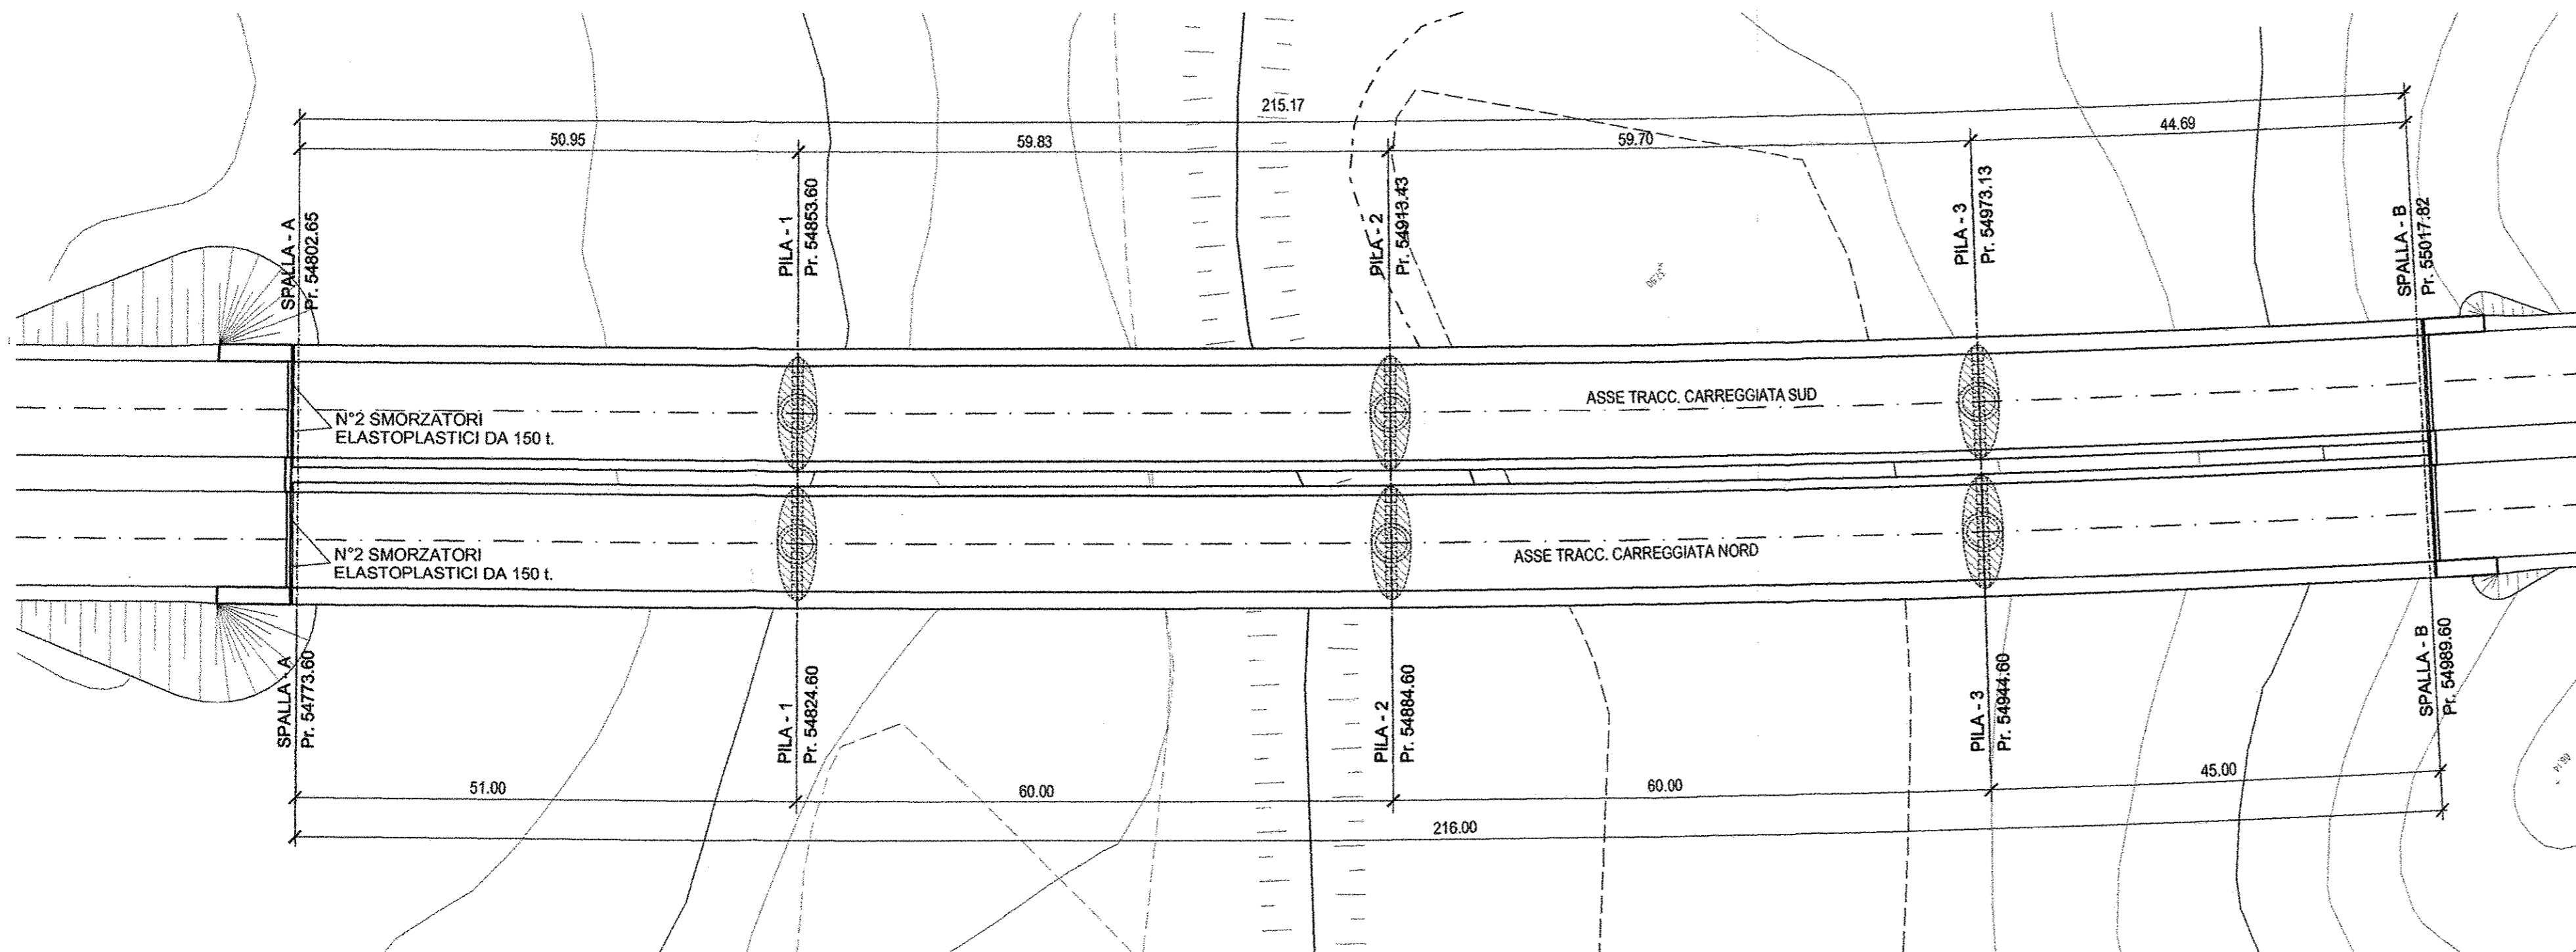 215.17
50.95
59.83
59.70
44.69
SPALLA - A
Pr. 54802.65
PILA - 1
Pr. 54853.60
PILA - 2
Pr. 54913.43
PILA - 3
Pr. 54973.13
SPALLA - B
Pr. 55017.82
ASSE TRACC. CARREGGIATA SUD
N°2 SMORZATORI
ELASTOPLASTICI DA 150 t.
N°2 SMORZATORI
ELASTOPLASTICI DA 150 t.
ASSE TRACC. CARREGGIATA NORD
SPALLA - A
Pr. 54773.60
PILA - 1
Pr. 54824.60
PILA - 2
Pr. 54884.60
PILA - 3
Pr. 54944.60
SPALLA - B
Pr. 54989.60
51.00
60.00
60.00
45.00
216.00